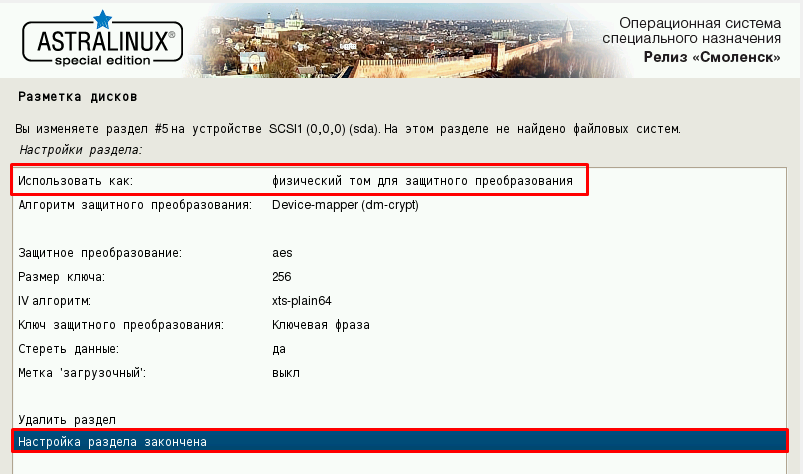 ASTRALINUX®
special edition
Операционная система
специального назначения
Релиз «Смоленск»
Разметка дисков
Вы изменяете раздел #5 на устройстве SCSI1 (0,0,0) (sda). На этом разделе не найдено файловых систем.
Настройки раздела:
Использовать как: физический том для защитного преобразования
Алгоритм защитного преобразования: Device-mapper (dm-crypt)
Защитное преобразование: aes
Размер ключа: 256
IV алгоритм: xts-plain64
Ключ защитного преобразования: Ключевая фраза
Стереть данные: да
Метка 'загрузочный': выкл
Удалить раздел
Настройка раздела закончена